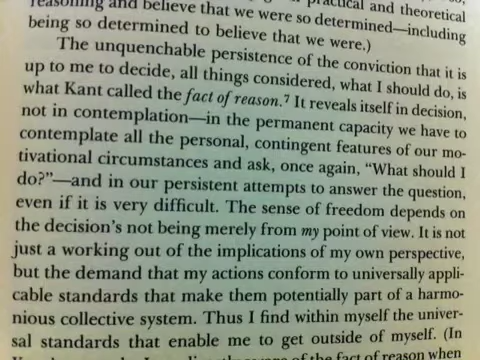 reasoning and believe that we were so determined—including
being so determined to believe that we were.)
The unquenchable persistence of the conviction that it is
up to me to decide, all things considered, what I should do, is
what Kant called the fact of reason.7 It reveals itself in decision,
not in contemplation—in the permanent capacity we have to
contemplate all the personal, contingent features of our mo-
tivational circumstances and ask, once again, “What should I
do?”—and in our persistent attempts to answer the question,
even if it is very difficult. The sense of freedom depends on
the decision's not being merely from my point of view. It is not
just a working out of the implications of my own perspective,
but the demand that my actions conform to universally appli-
cable standards that make them potentially part of a harmo-
nious collective system. Thus I find within myself the univer-
sal standards that enable me to get outside of myself. (In
of the fact of reason when